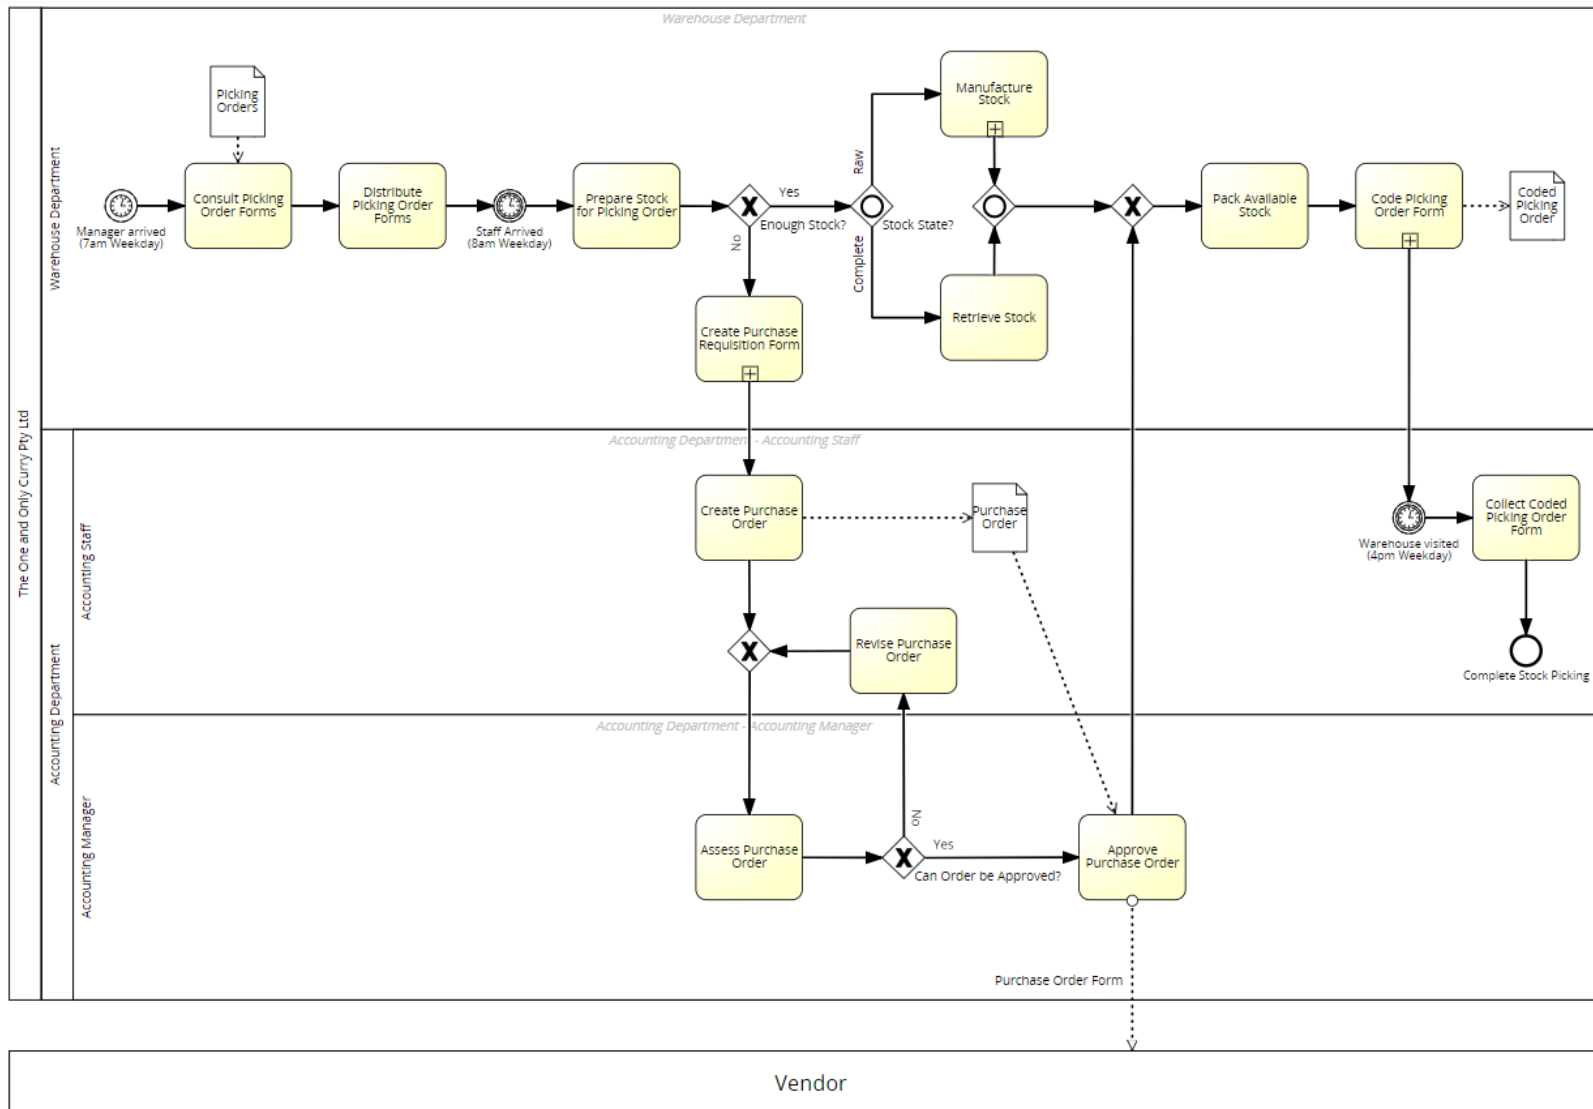 Warehouse Department
The One and Only Curry Pty Ltd
Warehouse Department
Picking
Orders
Manager arrived
(7am Weekday)
Consult Picking
Order Forms
Distribute
Picking Order
Forms
Staff Arrived
(8am Weekday)
Prepare Stock
for Picking Order
Yes
Enough Stock?
No
Raw
Stock State?
Complete
Manufacture
Stock
Retrieve Stock
Pack Available
Stock
Code Picking
Order Form
Coded
Picking
Order
Create Purchase
Requisition Form
Accounting Department
Accounting Department - Accounting Staff
Accounting Staff
Create Purchase
Order
Purchase
Order
Revise Purchase
Order
Warehouse visited
(4pm Weekday)
Collect Coded
Picking Order
Form
Complete Stock Picking
Accounting Department - Accounting Manager
Accounting Manager
Assess Purchase
Order
No
Yes
Can Order be Approved?
Approve
Purchase Order
Purchase Order Form
Vendor